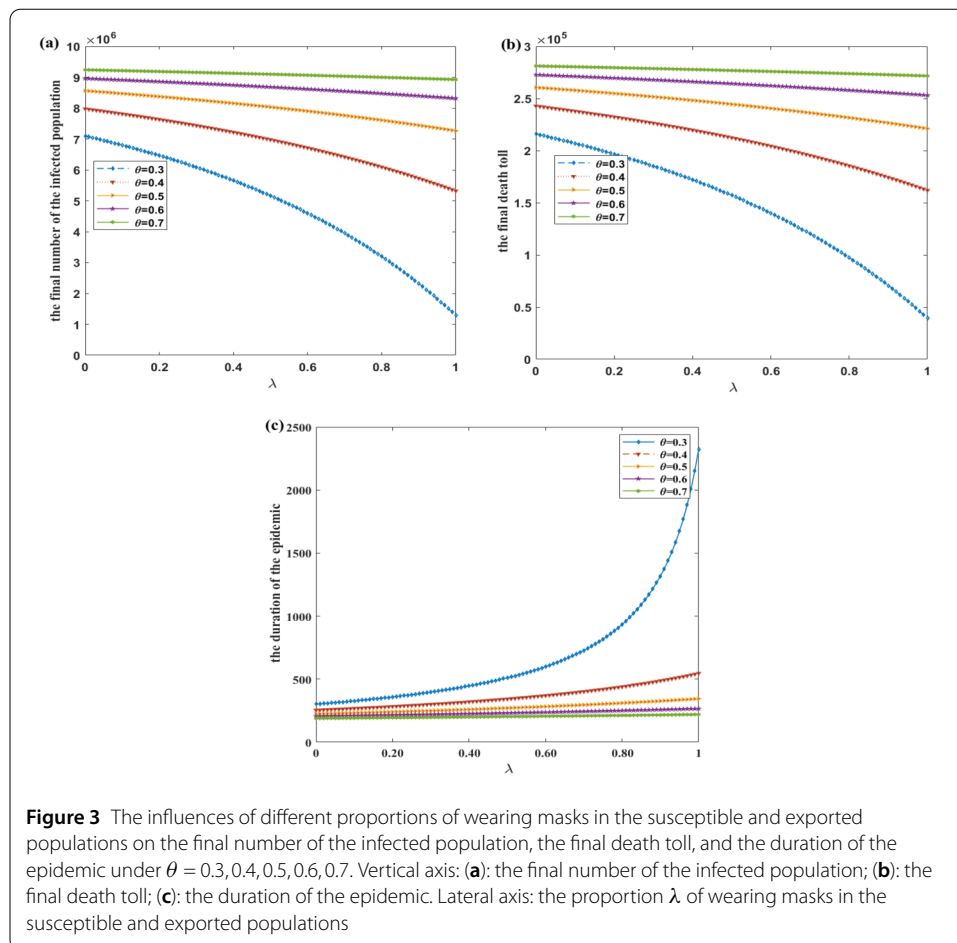 (a)
×10⁶
10
9
8
7
6
5
4
3
2
1
0
the final number of the infected population
θ=0.3
θ=0.4
θ=0.5
θ=0.6
θ=0.7
0 0.2 0.4 0.6 0.8 1
λ
(b)
×10⁵
3
2.5
2
1.5
1
0.5
0
the final death toll
θ=0.3
θ=0.4
θ=0.5
θ=0.6
θ=0.7
0 0.2 0.4 0.6 0.8 1
λ
(c)
2500
2000
1500
1000
500
0
the duration of the epidemic
θ=0.3
θ=0.4
θ=0.5
θ=0.6
θ=0.7
0 0.20 0.40 0.60 0.80 1
λ
Figure 3 The influences of different proportions of wearing masks in the susceptible and exported
populations on the final number of the infected population, the final death toll, and the duration of the
epidemic under θ = 0.3, 0.4, 0.5, 0.6, 0.7. Vertical axis: (a): the final number of the infected population; (b): the
final death toll; (c): the duration of the epidemic. Lateral axis: the proportion λ of wearing masks in the
susceptible and exported populations